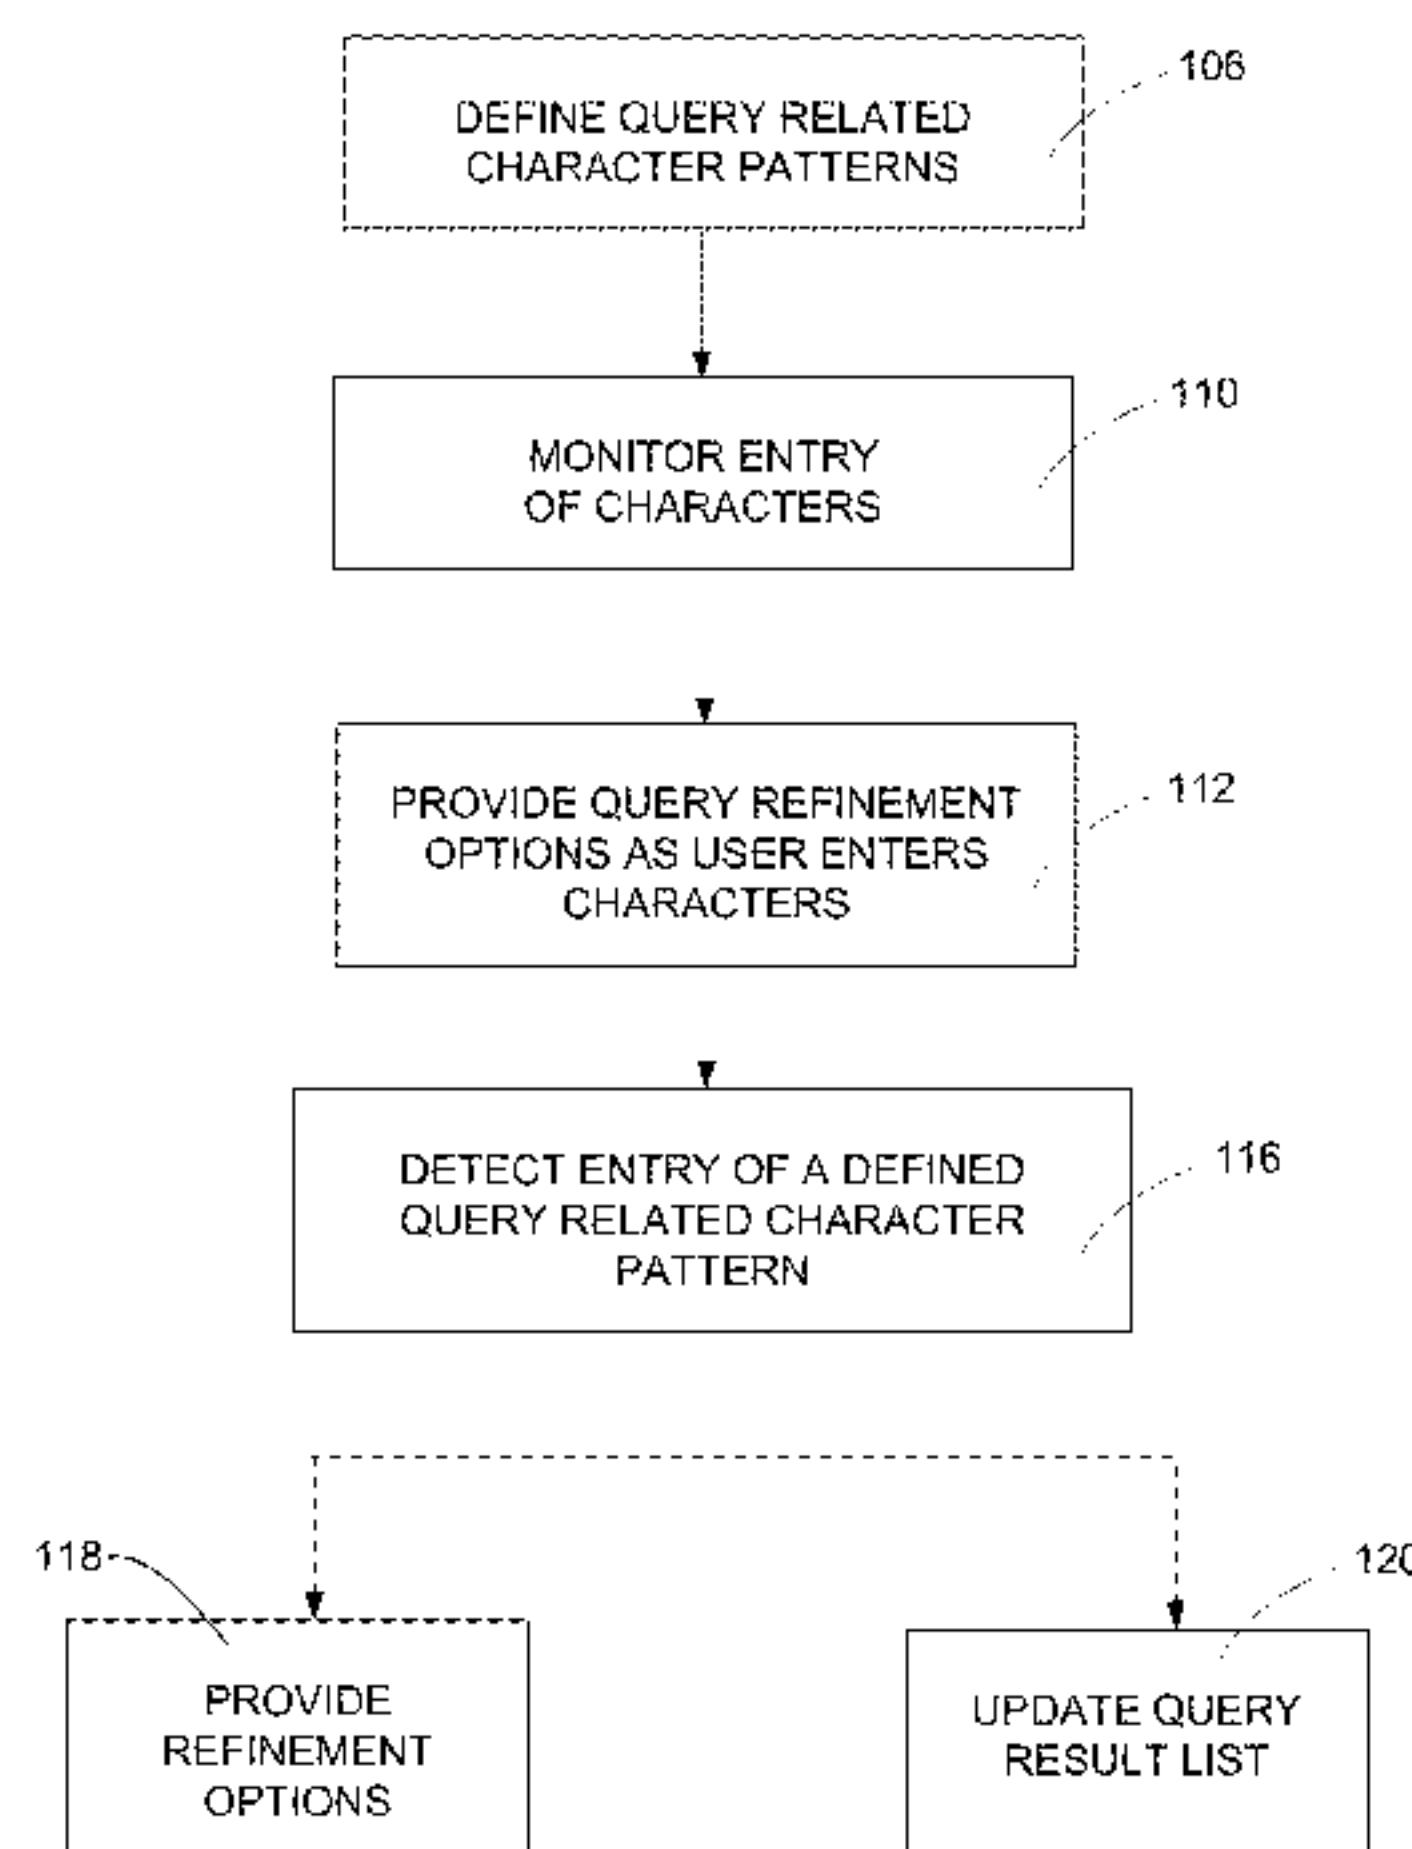 106
DEFINE QUERY RELATED
CHARACTER PATTERNS
110
MONITOR ENTRY
OF CHARACTERS
112
PROVIDE QUERY REFINEMENT
OPTIONS AS USER ENTERS
CHARACTERS
116
DETECT ENTRY OF A DEFINED
QUERY RELATED CHARACTER
PATTERN
118
PROVIDE
REFINEMENT
OPTIONS
120
UPDATE QUERY
RESULT LIST